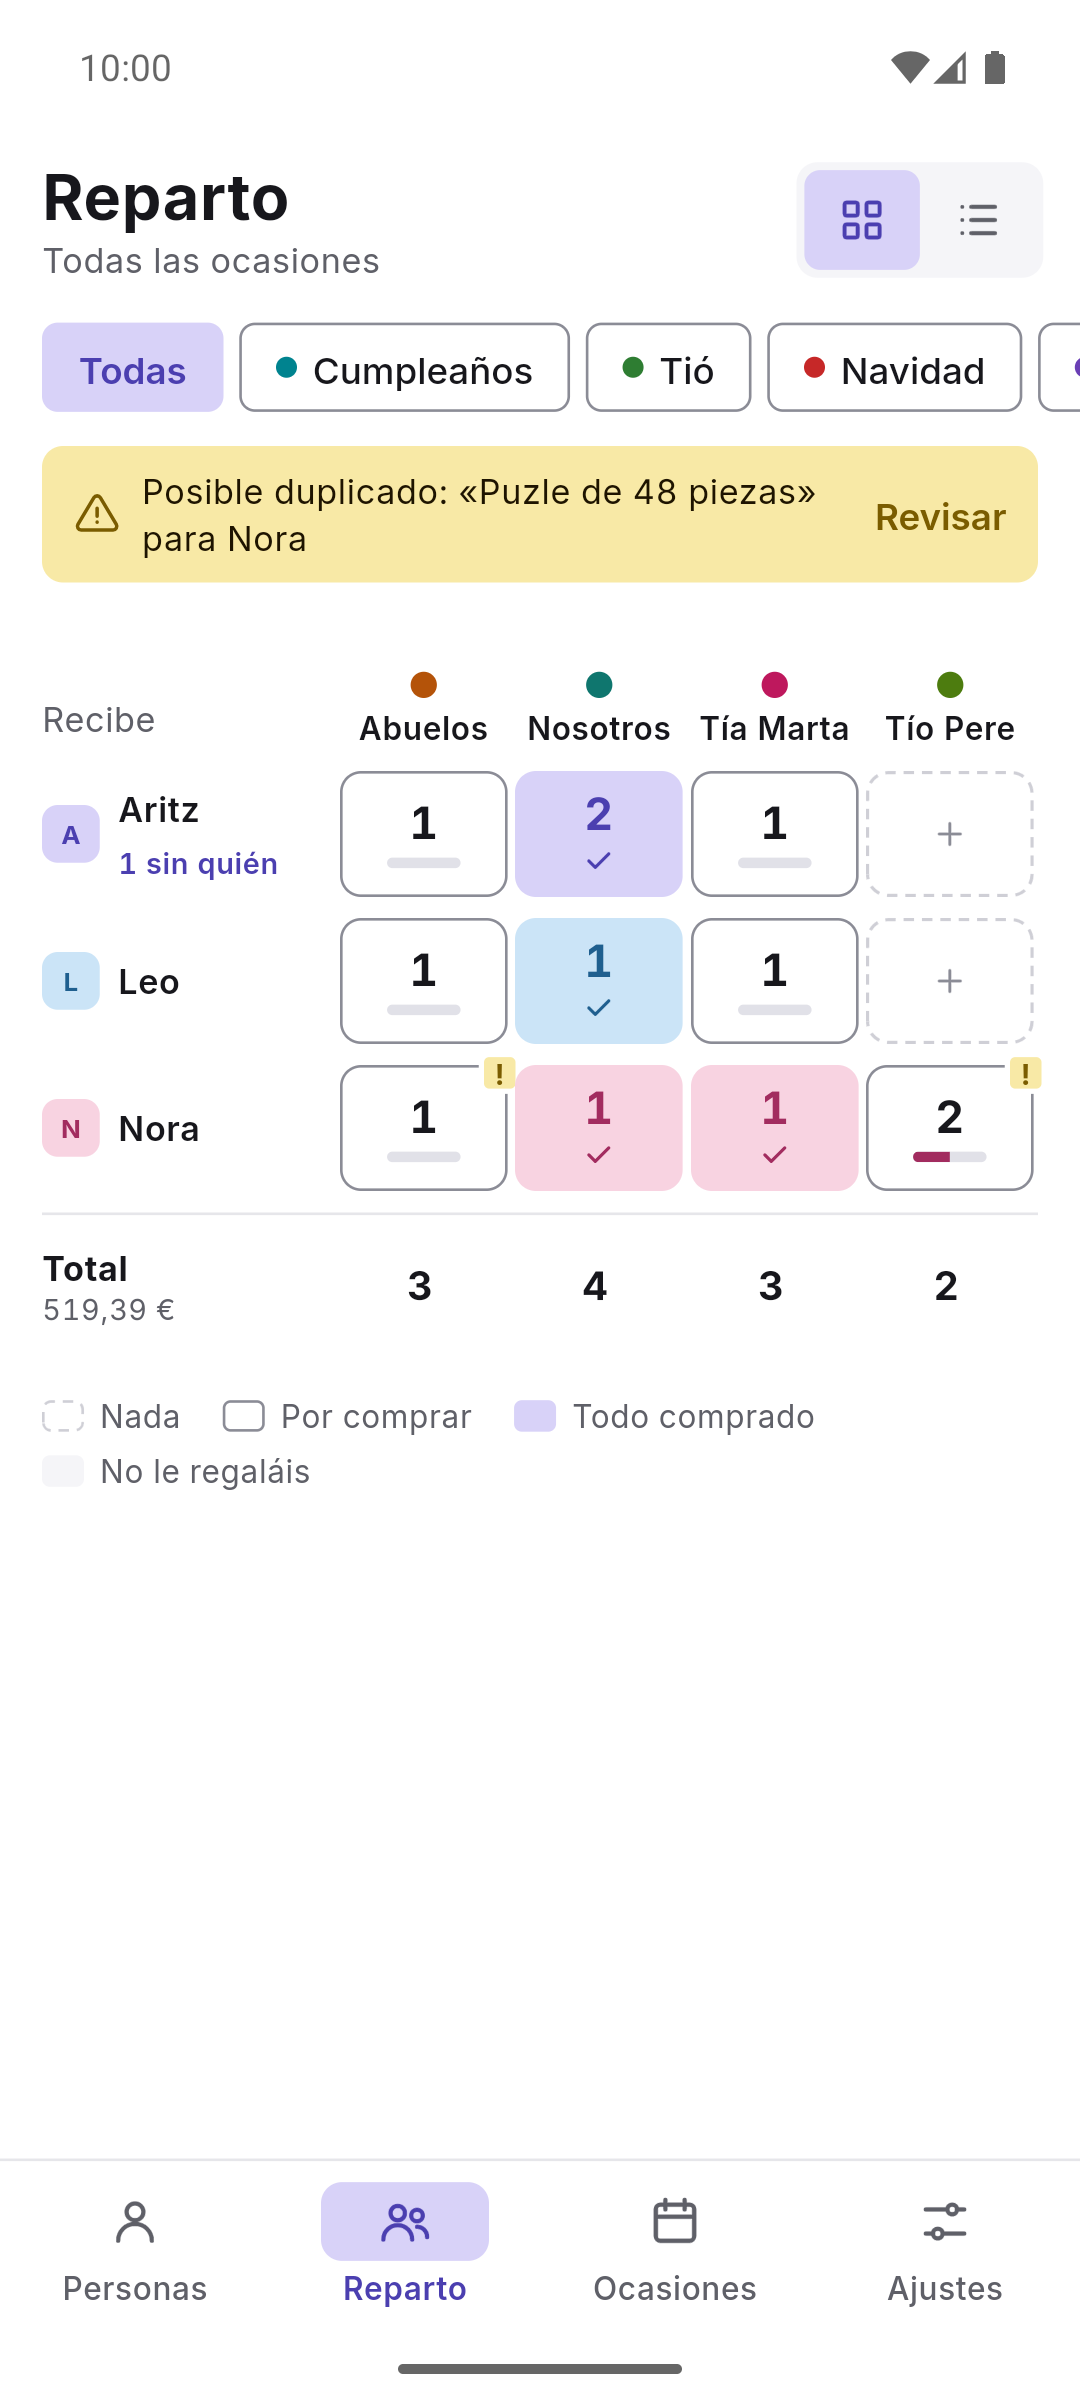 10:00
Reparto
Todas las ocasiones
Todas
Cumpleaños
Tió
Navidad
Posible duplicado: «Puzle de 48 piezas»
para Nora
Revisar
Recibe
Abuelos
Nosotros
Tía Marta
Tío Pere
A
Aritz
1 sin quién
1
2
1
+
L
Leo
1
1
1
+
N
Nora
1
!
1
1
2
!
Total
519,39 €
3
4
3
2
Nada
Por comprar
Todo comprado
No le regaláis
Personas
Reparto
Ocasiones
Ajustes